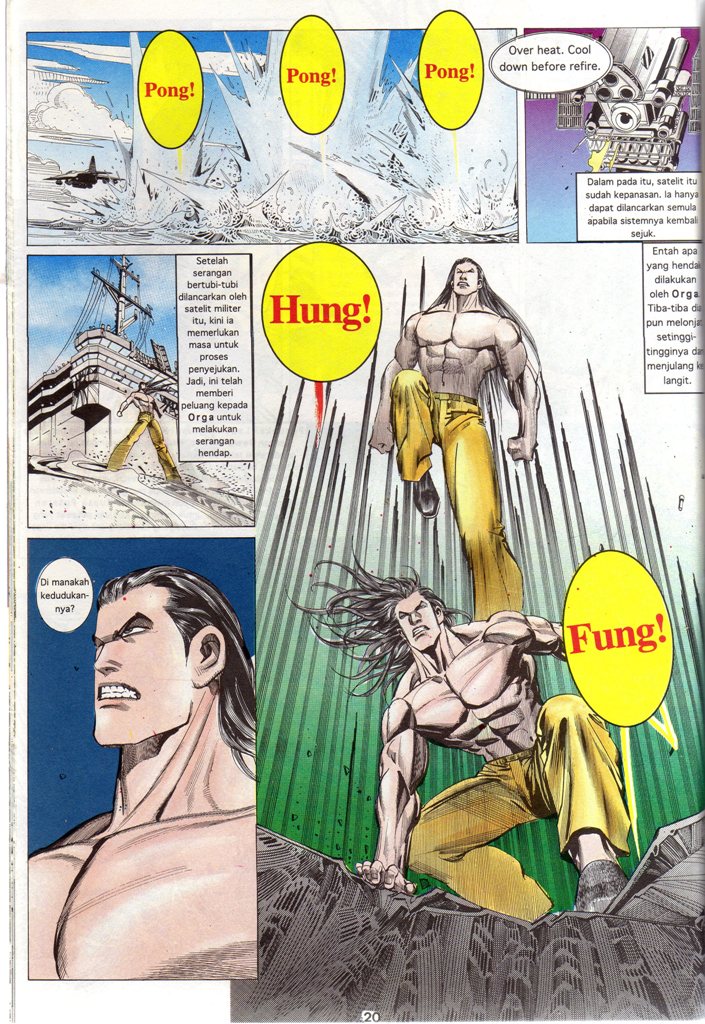 Pong!
Pong!
Pong!
Over heat. Cool
down before refire.
Dalam pada itu, satelit itu
sudah kepanasan. Ia hanya
dapat dilancarkan semula
apabila sistemnya kembali
sejuk.
Setelah
serangan
bertubi-tubi
dilancarkan oleh
satelit militer
itu, kini ia
memerlukan
masa untuk
proses
penyejukan.
Jadi, ini telah
memberi
peluang kepada
Orga untuk
melakukan
serangan
hendap.
Hung!
Entah apa
yang hendak
dilakukan
oleh Orga.
Tiba-tiba dia
pun melonjat
setinggi-
tingginya dan
menjulang ke
langit.
Di manakah
kedudukan-
nya?
Fung!
20